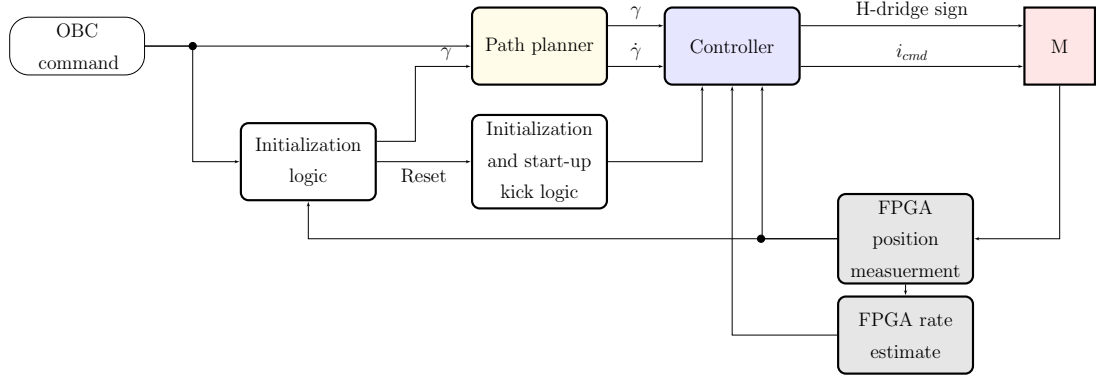 OBC
command
γ
Path planner
γ
γ̇
Controller
H-dridge sign
i_cmd
M
Initialization
logic
Reset
Initialization
and start-up
kick logic
FPGA
position
measuerment
FPGA rate
estimate